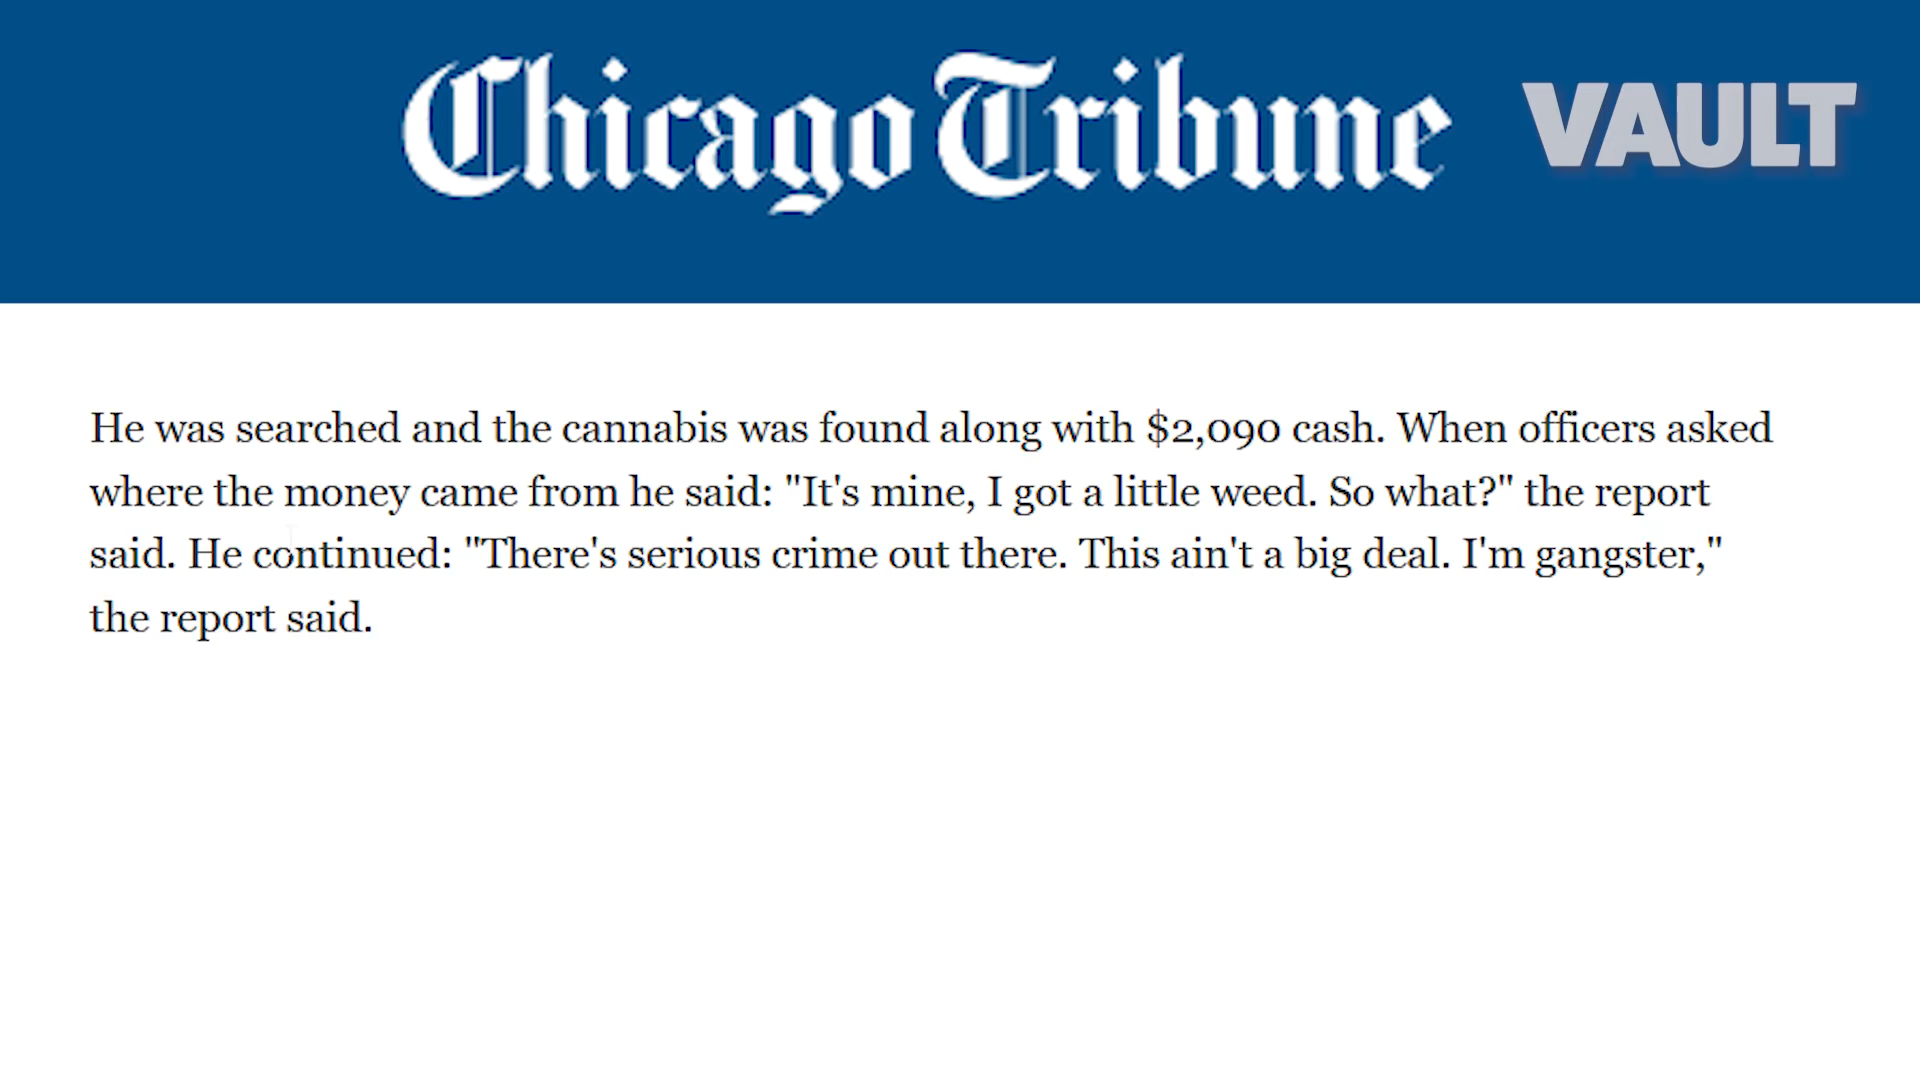 Chicago Tribune
VAULT
He was searched and the cannabis was found along with $2,090 cash. When officers asked
where the money came from he said: "It's mine, I got a little weed. So what?" the report
said. He continued: "There's serious crime out there. This ain't a big deal. I'm gangster,"
the report said.